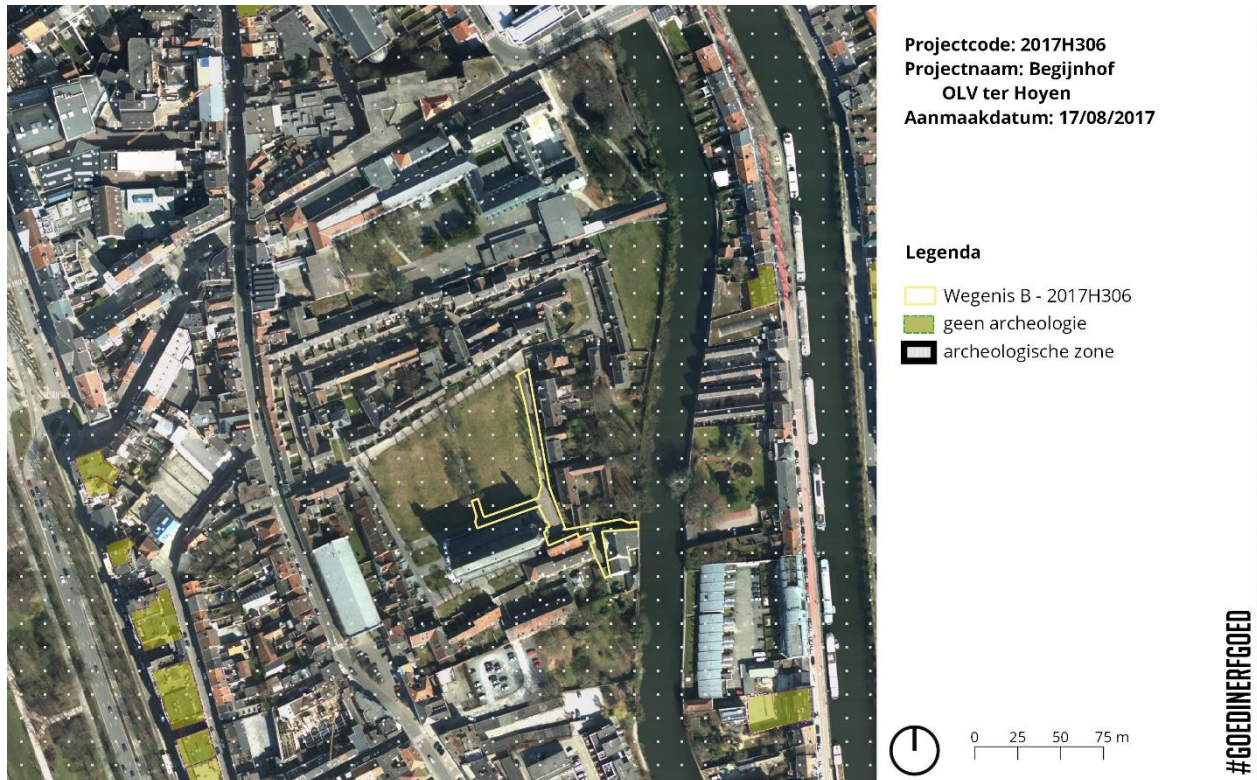 Projectcode: 2017H306
Projectnaam: Begijnhof
OLV ter Hoyen
Aanmaakdatum: 17/08/2017
Legenda
Wegenis B - 2017H306
geen archeologie
archeologische zone
0 25 50 75 m
#GOEDINERFGOED